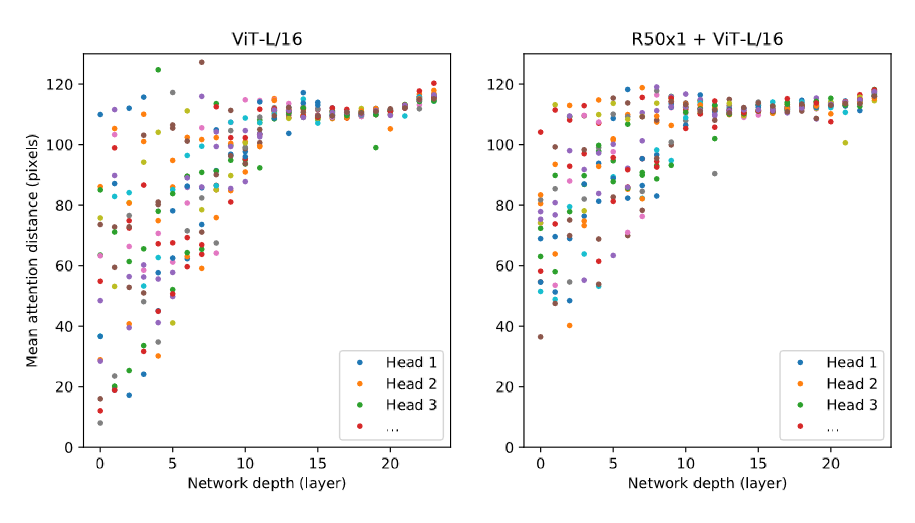 ViT-L/16
R50x1 + ViT-L/16
Mean attention distance (pixels)
120
100
80
60
40
20
0
0 5 10 15 20
Network depth (layer)
Head 1
Head 2
Head 3
...
120
100
80
60
40
20
0
0 5 10 15 20
Network depth (layer)
Head 1
Head 2
Head 3
...